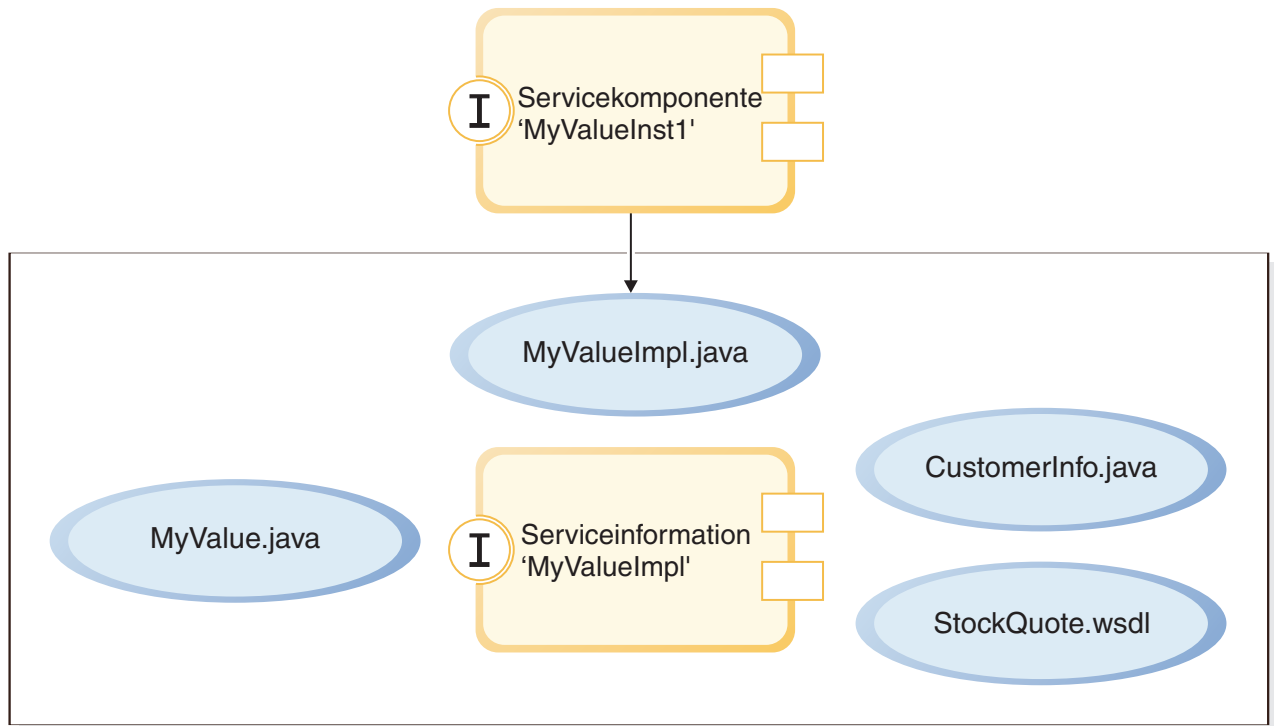 I
Servicekomponente
‘MyValueInst1'
MyValueImpl.java
CustomerInfo.java
MyValue.java
I
Serviceinformation
‘MyValueImpl'
StockQuote.wsdl